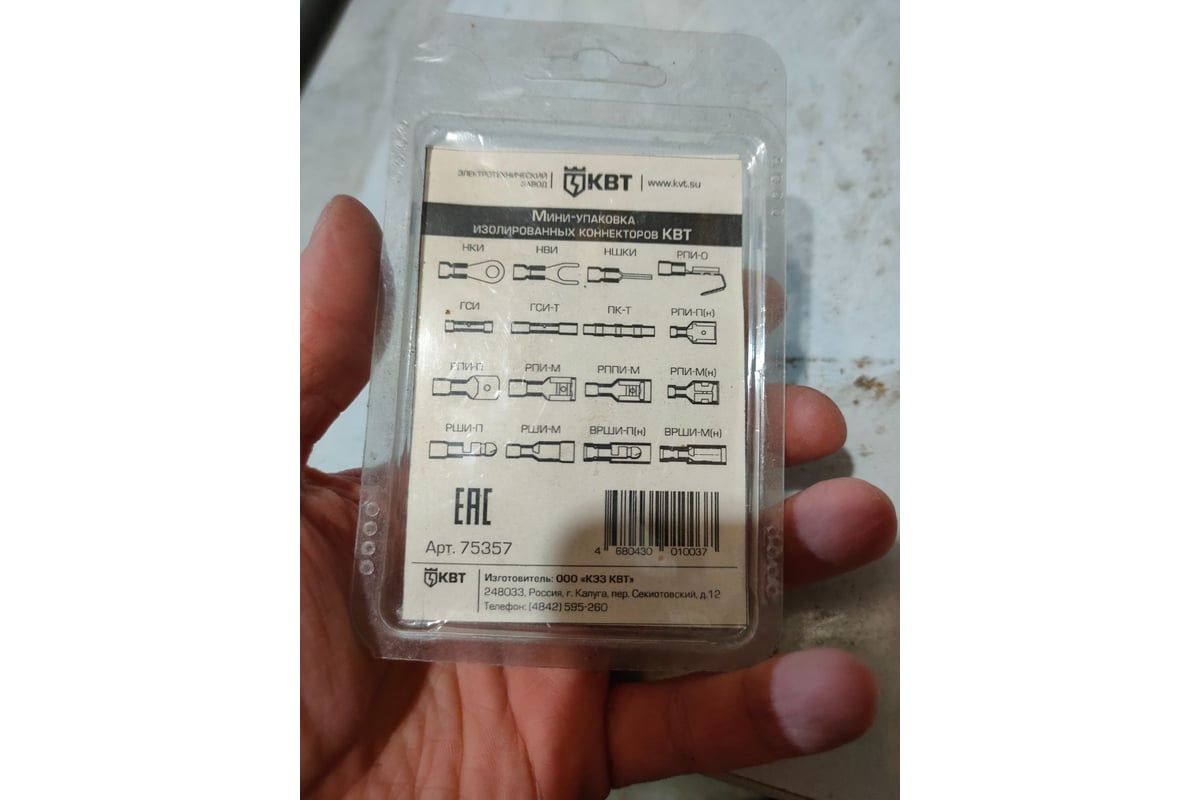 ЭЛЕКТРОТЕХНИЧЕСКИЙ
ЗАВОД
КВТ
www.kvt.su
Мини-упаковка
изолированных коннекторов КВТ
НКИ НВИ НШКИ РПИ-О
ГСИ ГСИ-Т ПК-Т РПИ-П(н)
РПИ-П РПИ-М РППИ-М РПИ-М(н)
РШИ-П РШИ-М ВРШИ-П(н) ВРШИ-М(н)
ЕАС
Арт. 75357
4 680430 010037
КВТ
Изготовитель: ООО «КЭЗ КВТ»
248033, Россия, г. Калуга, пер. Секиотовский, д.12
Телефон: (4842) 595-260